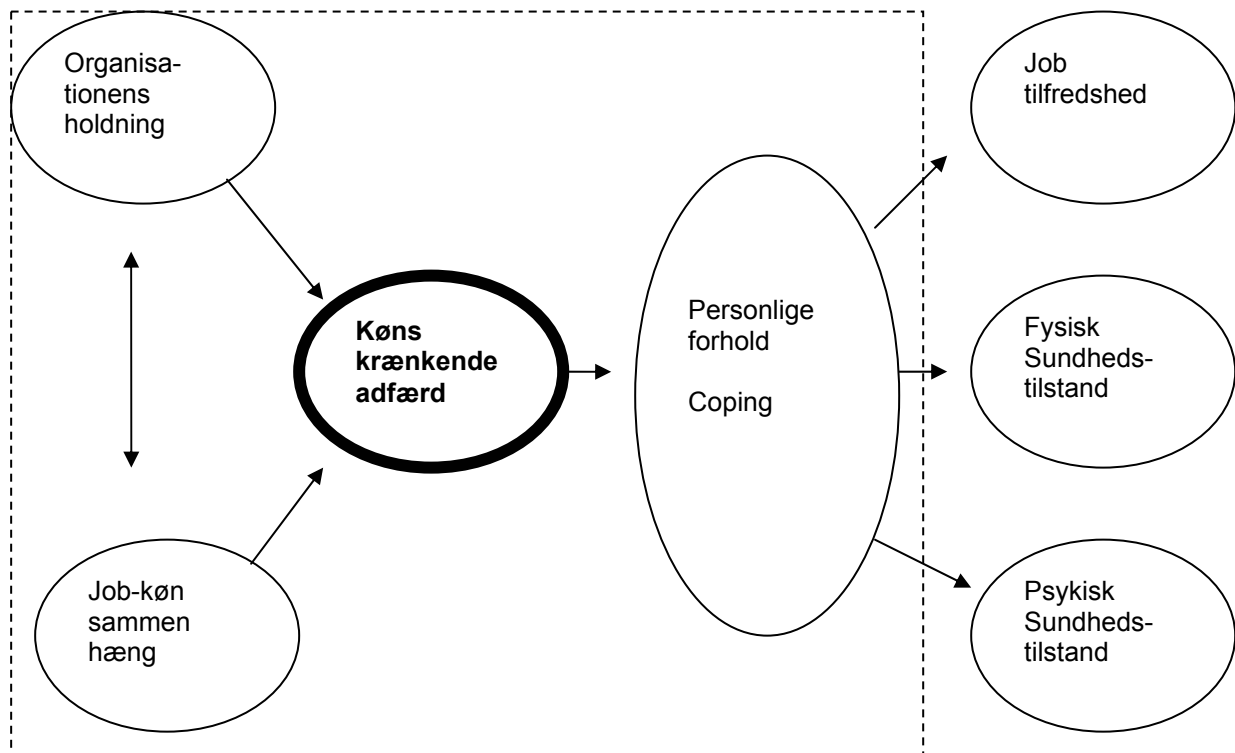 Organisa-
tionens
holdning
Job
tilfredshed
Køns
krænkende
adfærd
Personlige
forhold
Coping
Fysisk
Sundheds-
tilstand
Job-køn
sammen
hæng
Psykisk
Sundheds-
tilstand